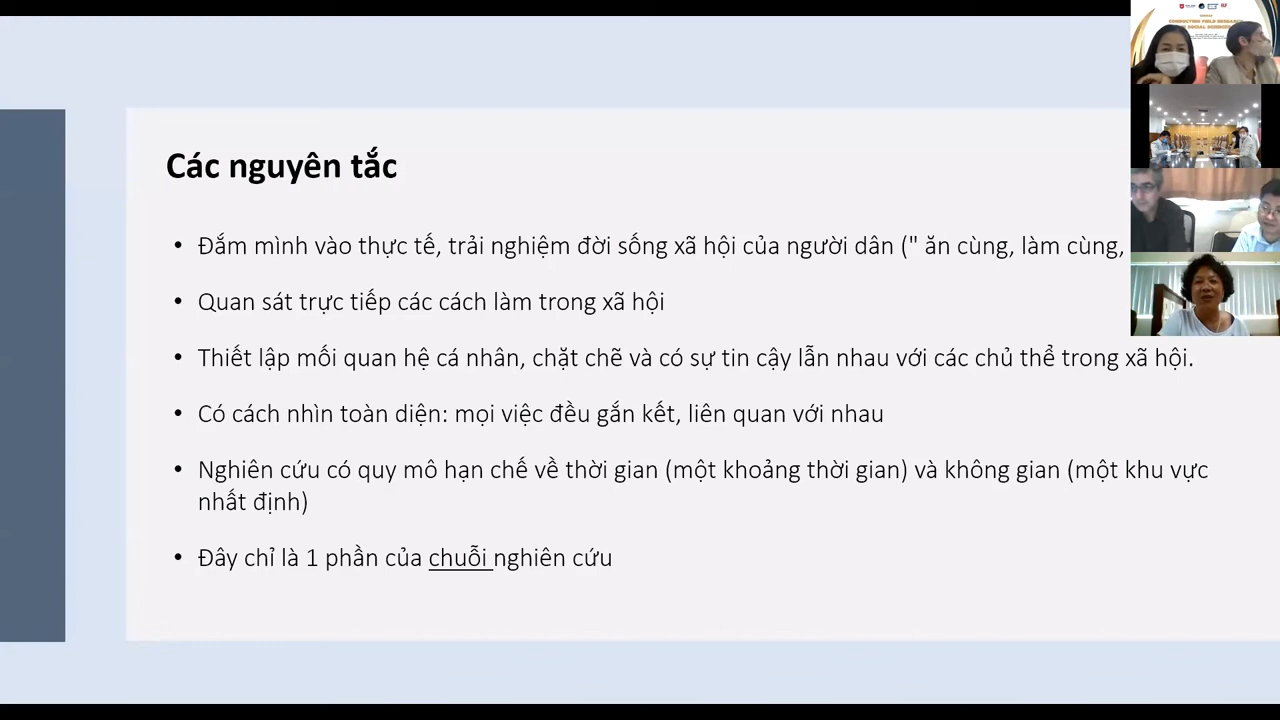 CONDUCTING FIELD RESEARCH
SOCIAL SCIENCES
Các nguyên tắc
• Đắm mình vào thực tế, trải nghiệm đời sống xã hội của người dân (" ăn cùng, làm cùng,
• Quan sát trực tiếp các cách làm trong xã hội
• Thiết lập mối quan hệ cá nhân, chặt chẽ và có sự tin cậy lẫn nhau với các chủ thể trong xã hội.
• Có cách nhìn toàn diện: mọi việc đều gắn kết, liên quan với nhau
• Nghiên cứu có quy mô hạn chế về thời gian (một khoảng thời gian) và không gian (một khu vực
nhất định)
• Đây chỉ là 1 phần của chuỗi nghiên cứu